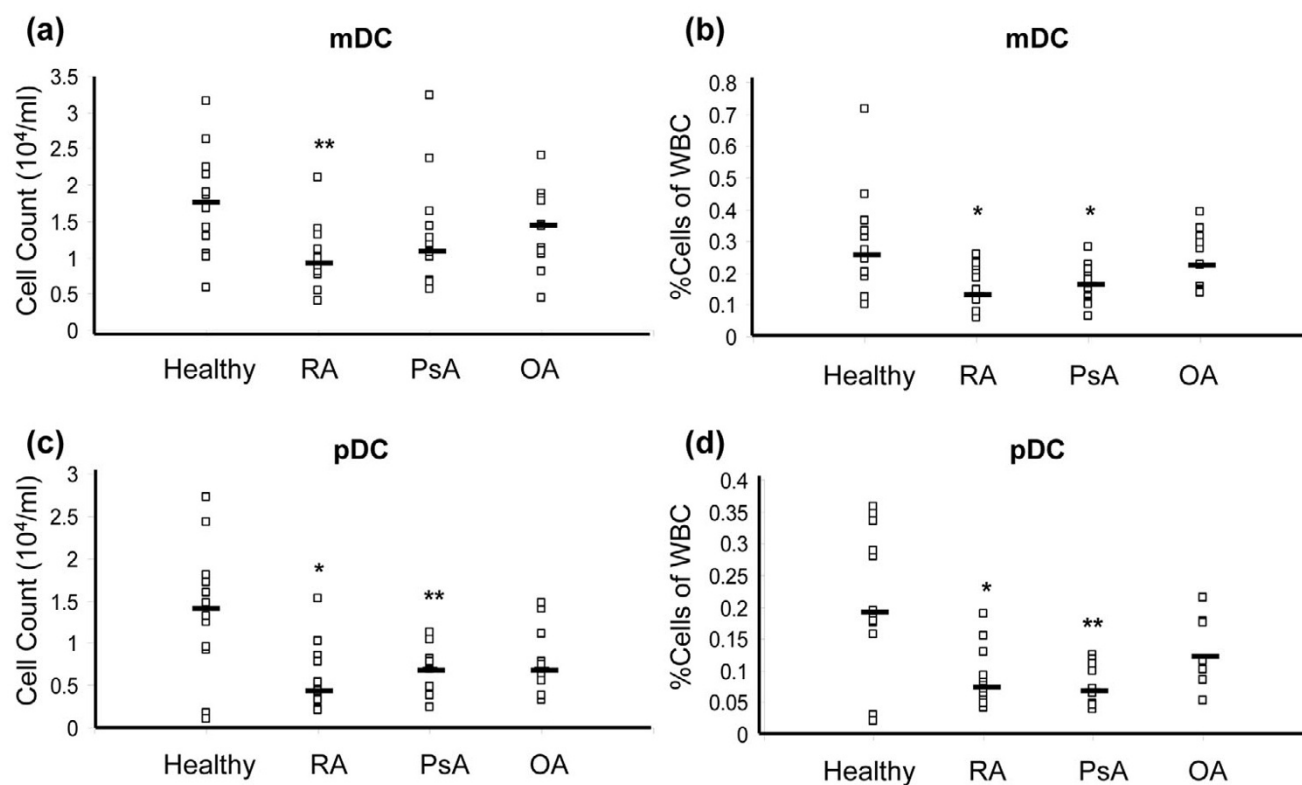 (a)
mDC
Cell Count (10⁴/ml)
3.5
3
2.5
2
1.5
1
0.5
0
**
Healthy RA PsA OA
(b)
mDC
%Cells of WBC
0.8
0.7
0.6
0.5
0.4
0.3
0.2
0.1
0
*
*
Healthy RA PsA OA
(c)
pDC
Cell Count (10⁴/ml)
3
2.5
2
1.5
1
0.5
0
*
**
Healthy RA PsA OA
(d)
pDC
%Cells of WBC
0.4
0.35
0.3
0.25
0.2
0.15
0.1
0.05
0
*
**
Healthy RA PsA OA